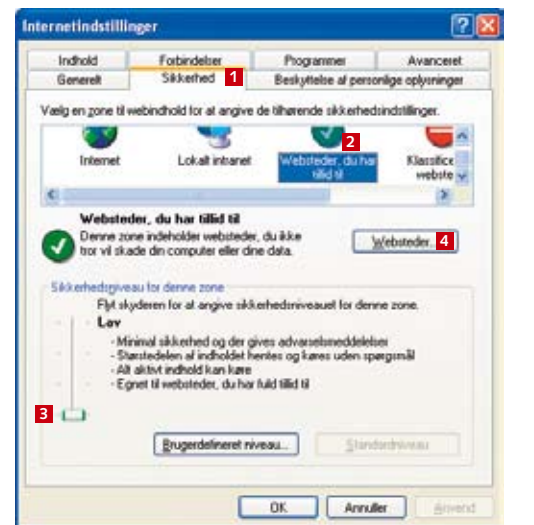 Internetindstillinger
Indhold Forbindelser Programmer Avanceret
Generelt Sikkerhed 1 Beskyttelse af personlige oplysninger
Vælg en zone til webindhold for at angive de tilhørende sikkerhedsindstillinger.
2
Internet Lokalt intranet Websteder, du har tillid til Klassifice webste
Websteder, du har tillid til
Denne zone indeholder websteder, du ikke
tror vil skade din computer eller dine data.
Websteder... 4
Sikkerhedsniveau for denne zone
Flyt skyderen for at angive sikkerhedsniveauet for denne zone.
Lav
- Minimal sikkerhed og der gives advarselsmeddelelser
- Størstedelen af indholdet hentes og køres uden spørgsmål
- Alt aktivt indhold kan køre
- Egnet til websteder, du har fuld tillid til
3
Brugerdefineret niveau... Standardniveau
OK Annuller Anvend